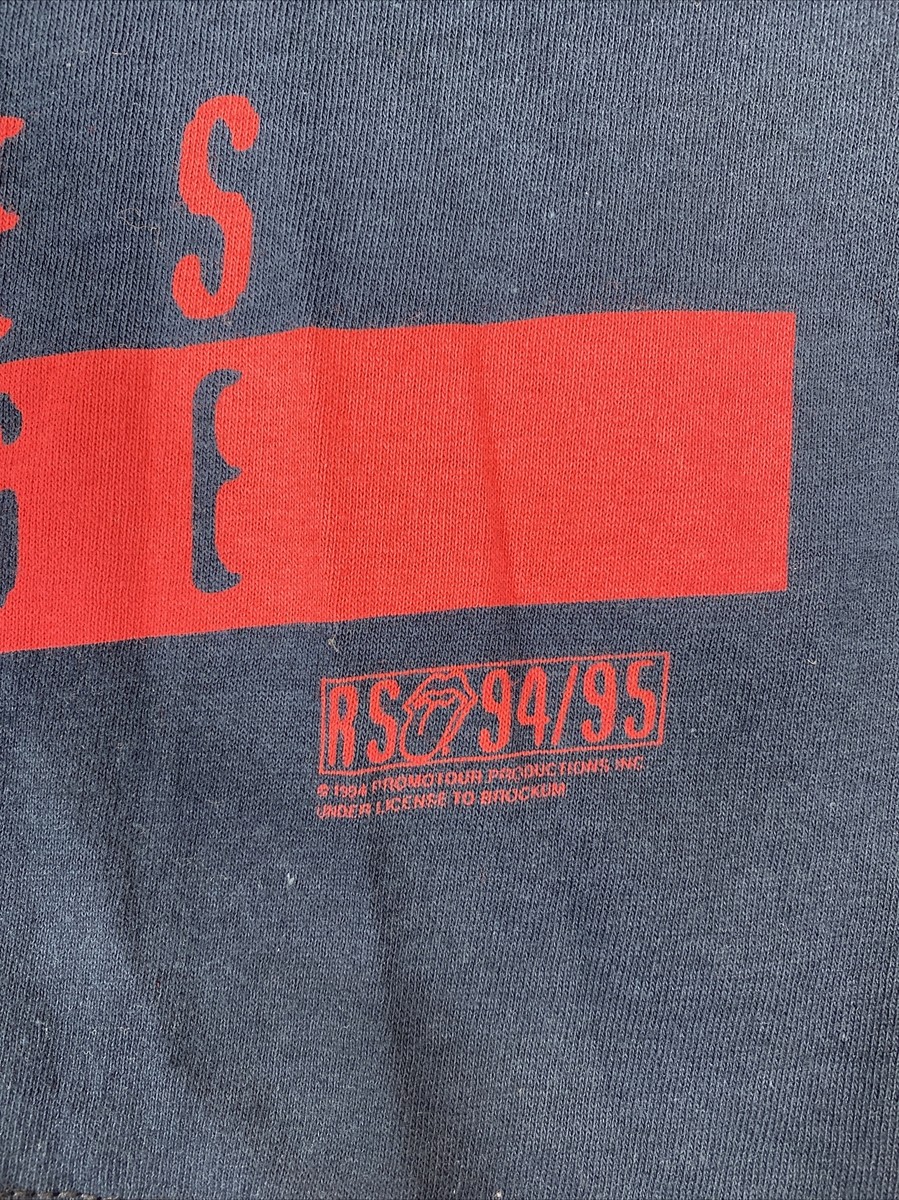 S
RS 94/95
© 1994 PROMOTOUR PRODUCTIONS, INC.
UNDER LICENSE TO BROCKUM